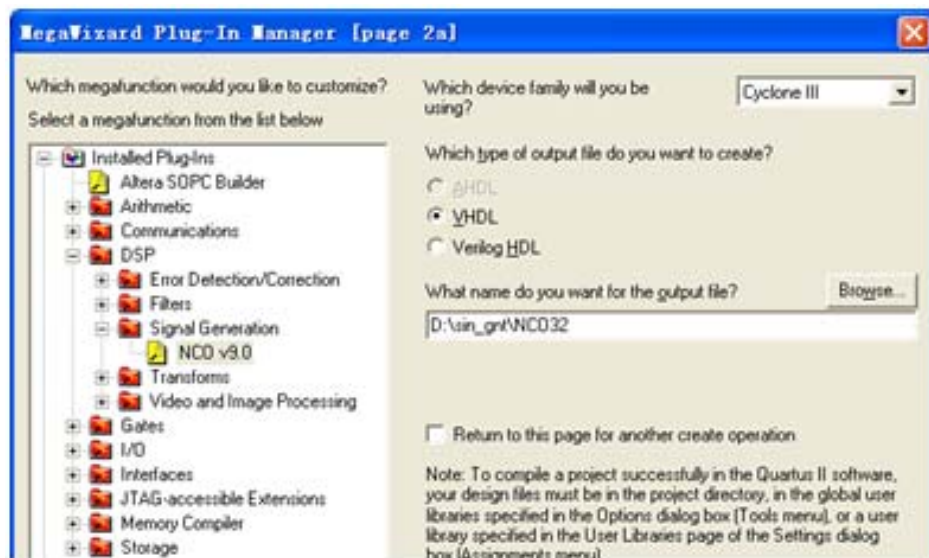 MegaWizard Plug-In Manager [page 2a]
Which megafunction would you like to customize?
Select a megafunction from the list below
Installed Plug-Ins
Altera SOPC Builder
Arithmetic
Communications
DSP
Error Detection/Correction
Filters
Signal Generation
NCO v9.0
Transforms
Video and Image Processing
Gates
I/O
Interfaces
JTAG-accessible Extensions
Memory Compiler
Storage
Which device family will you be
using?
Cyclone III
Which type of output file do you want to create?
AHDL
VHDL
Verilog HDL
What name do you want for the output file?
Browse...
D:\sin_gnt\NCO32
Return to this page for another create operation
Note: To compile a project successfully in the Quartus II software,
your design files must be in the project directory, in the global user
libraries specified in the Options dialog box (Tools menu), or a user
library specified in the User Libraries page of the Settings dialog
box (Assignments menu)